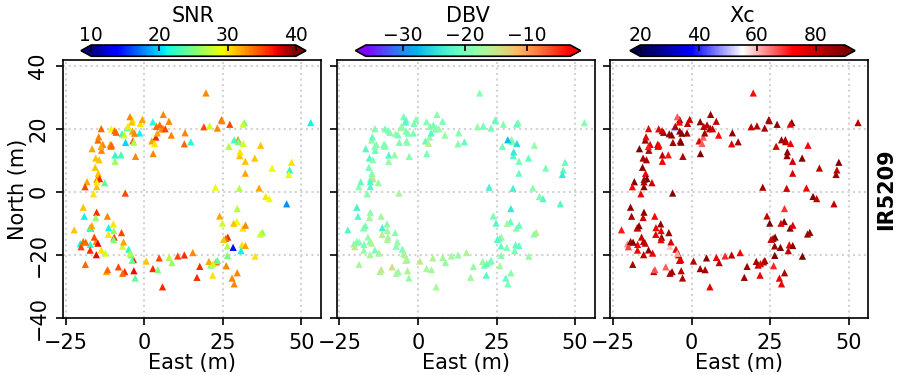 SNR DBV Xc
10 20 30 40 −30 −20 −10 20 40 60 80
40
20
0
−20
−40
North (m)
IR5209
−25 0 25 50 −25 0 25 50 −25 0 25 50
East (m) East (m) East (m)